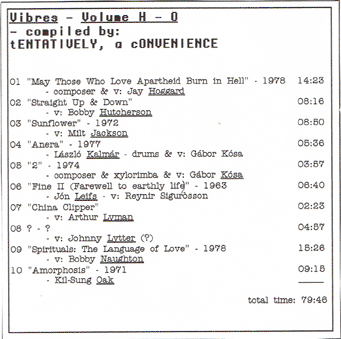 Vibres - Volume H - O
- compiled by:
tENTATIVELY, a cONVENIENCE
01 "May Those Who Love Apartheid Burn in Hell" - 1978 14:23
- composer & v: Jay Hoggard
02 "Straight Up & Down" 08:16
- v: Bobby Hutcherson
03 "Sunflower" - 1972 08:50
- v: Milt Jackson
04 "Anera" - 1977 05:36
- László Kalmár - drums & v: Gábor Kósa
05 "2" - 1974 03:57
- composer & xylorimba & v: Gábor Kósa
06 "Fine II (Farewell to earthly life" - 1963 06:40
- Jón Leifs - v: Reynir Sigurðsson
07 "China Clipper" 02:23
- v: Arthur Lyman
08 ? - ? 04:57
- v: Johnny Lytter (?)
09 "Spirituals: The Language of Love" - 1978 15:26
- v: Bobby Naughton
10 "Amorphosis" - 1971 09:18
- Kil-Sung Oak
total time: 79:46